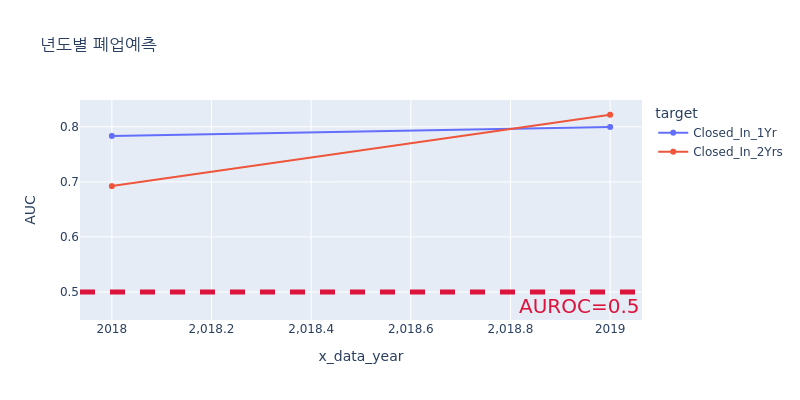 년도별 폐업예측
target
Closed_In_1Yr
Closed_In_2Yrs
AUC
0.8
0.7
0.6
0.5
AUROC=0.5
2018
2,018.2
2,018.4
2,018.6
2,018.8
2019
x_data_year